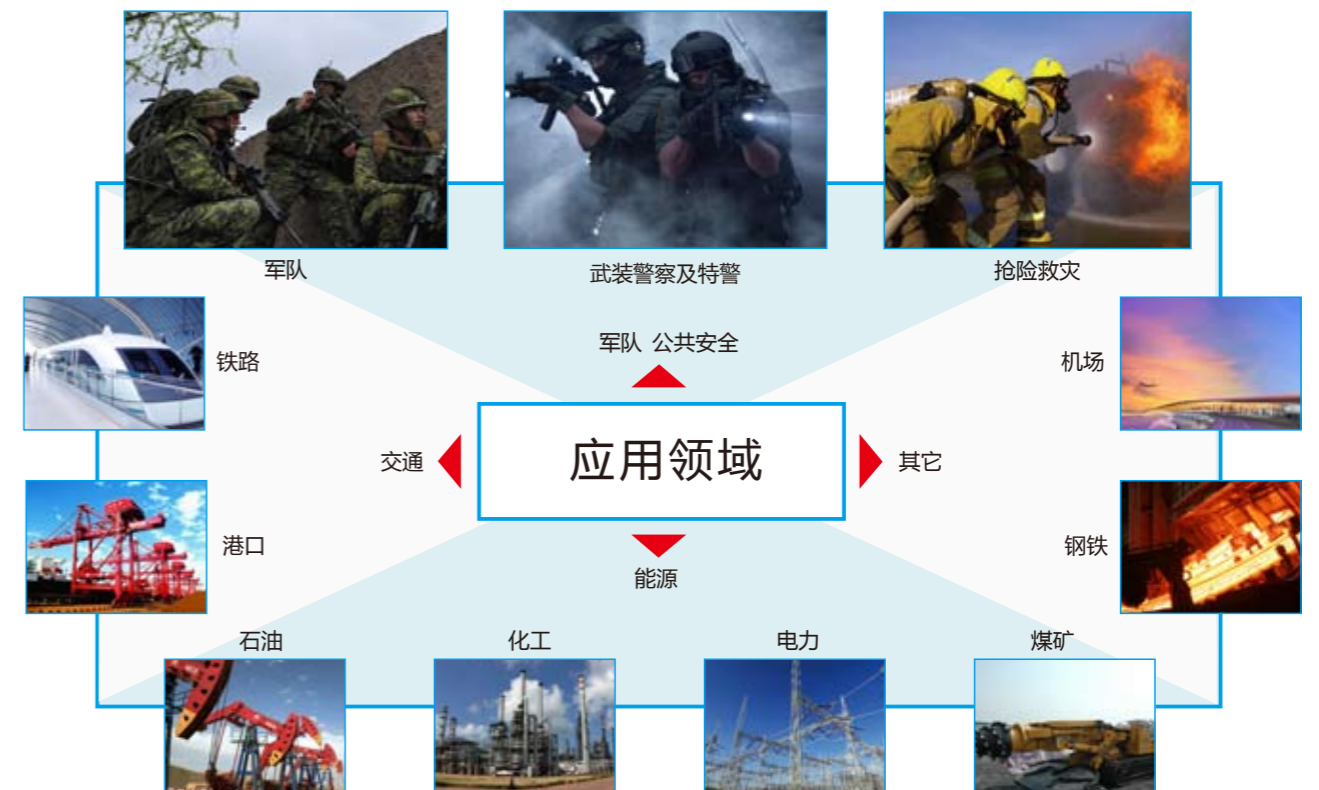 军队
武装警察及特警
抢险救灾
军队 公共安全
铁路
机场
交通
应用领域
其它
港口
钢铁
能源
石油
化工
电力
煤矿